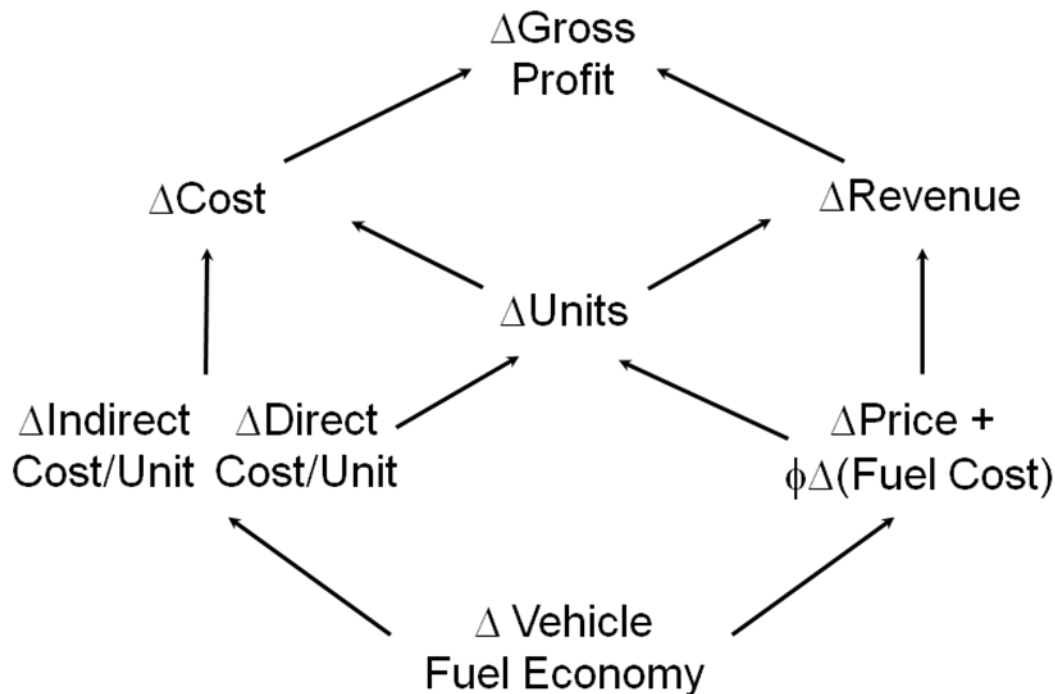 ΔGross
Profit
ΔCost
ΔRevenue
ΔUnits
ΔIndirect
Cost/Unit
ΔDirect
Cost/Unit
ΔPrice +
ϕΔ(Fuel Cost)
Δ Vehicle
Fuel Economy